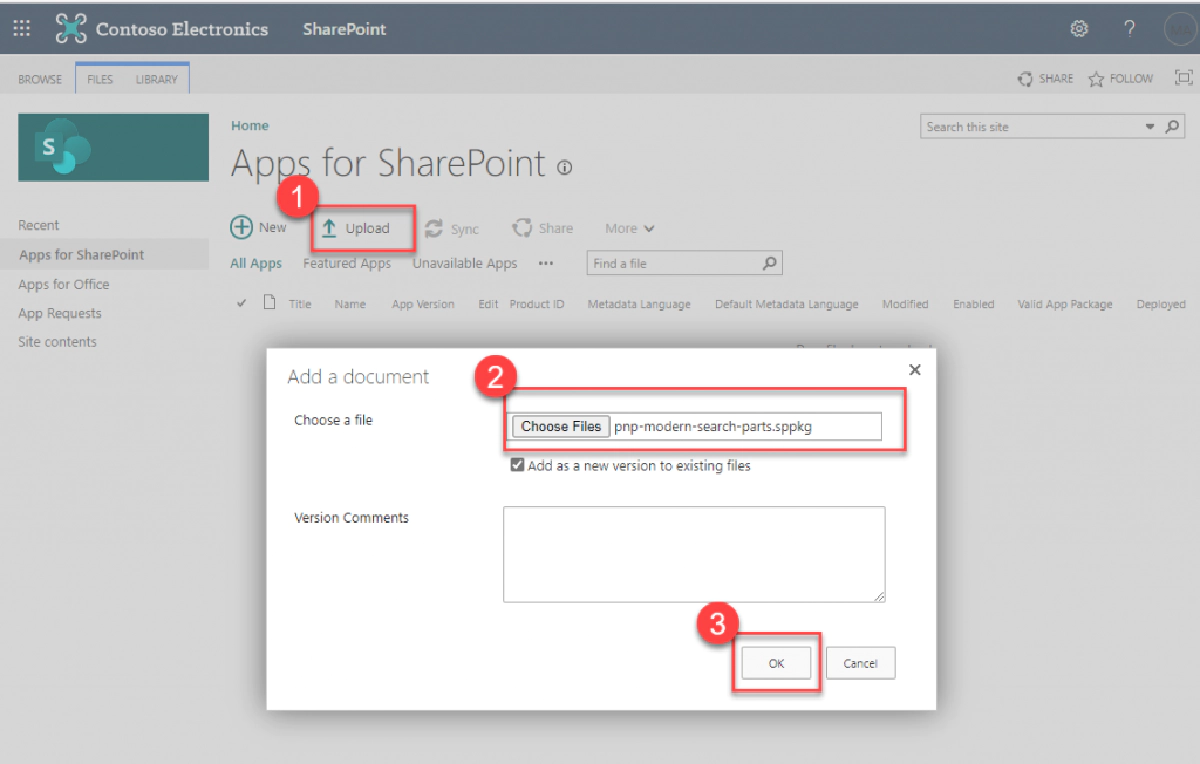 Contoso Electronics SharePoint ?
BROWSE FILES LIBRARY SHARE FOLLOW
S
Home
Search this site
Apps for SharePoint
1
New Upload Sync Share More
All Apps Featured Apps Unavailable Apps ••• Find a file
Title Name App Version Edit Product ID Metadata Language Default Metadata Language Modified Enabled Valid App Package Deployed
Recent
Apps for SharePoint
Apps for Office
App Requests
Site contents
Add a document
2
Choose a file
Choose Files pnp-modern-search-parts.sppkg
Add as a new version to existing files
Version Comments
3
OK Cancel